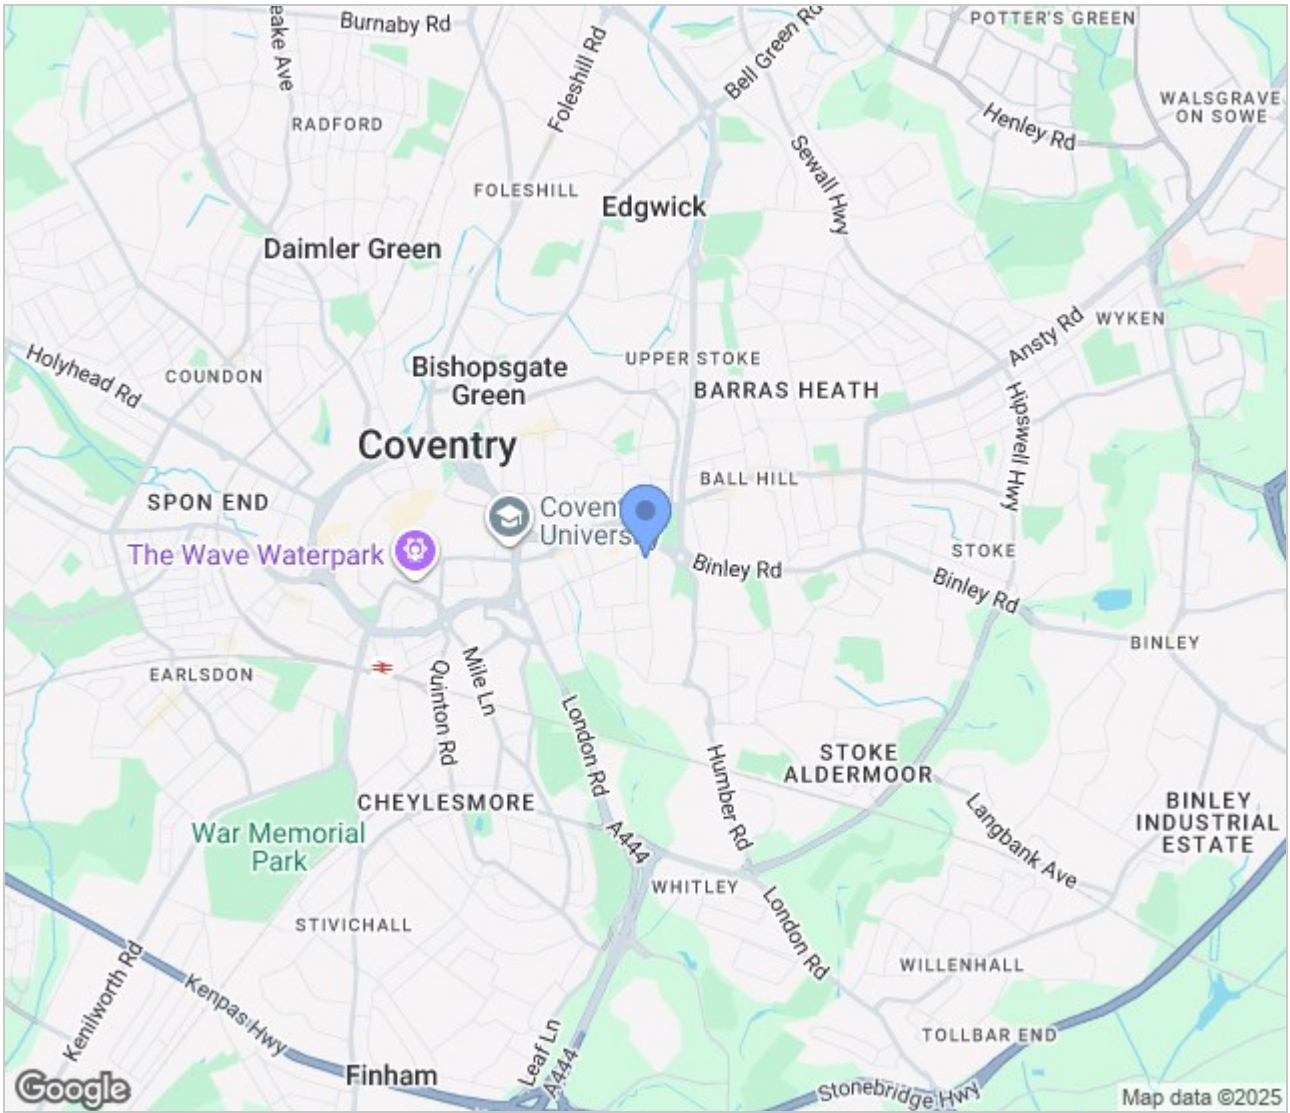 Burnaby Rd
POTTER'S GREEN
Foleshill Rd
Bell Green Rd
WALSGRAVE
ON SOWE
Henley Rd
RADFORD
Sewall Hwy
FOLESHILL
Edgwick
Daimler Green
Ansty Rd
WYKEN
Holyhead Rd
COUNDON
Bishopsgate
Green
UPPER STOKE
BARRAS HEATH
Hipswell Hwy
Coventry
BALL HILL
SPON END
The Wave Waterpark
STOKE
Binley Rd
Binley Rd
BINLEY
EARLSDON
Quinton Rd
Mile Ln
London Rd
Humber Rd
STOKE
ALDERMOOR
CHEYLESMORE
Langbank Ave
BINLEY
INDUSTRIAL
ESTATE
War Memorial
Park
A444
WHITLEY
London Rd
STIVICHALL
Kenilworth Rd
Kenpas Hwy
WILLENHALL
TOLLBAR END
Leaf Ln
A444
Finham
Stonebridge Hwy
Google
Map data ©2025